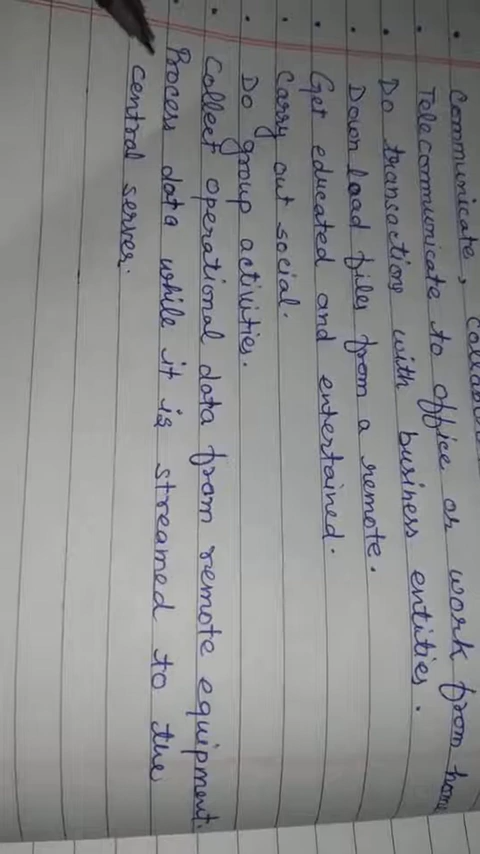 • Communicate,
• Telecommunicate to office or work from home
• Do transactions with business entities.
• Down load files from a remote.
• Get educated and entertained.
• Carry out social.
• Do group activities.
• Collect operational data from remote equipment.
• Process data while it is streamed to the
central server.